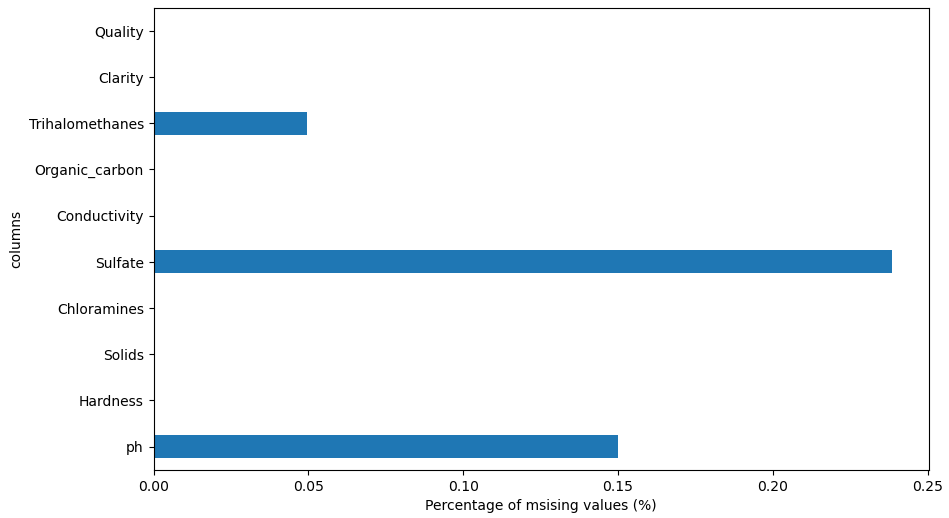 Quality
Clarity
Trihalomethanes
Organic_carbon
Conductivity
Sulfate
Chloramines
Solids
Hardness
ph
columns
0.00 0.05 0.10 0.15 0.20 0.25
Percentage of msising values (%)